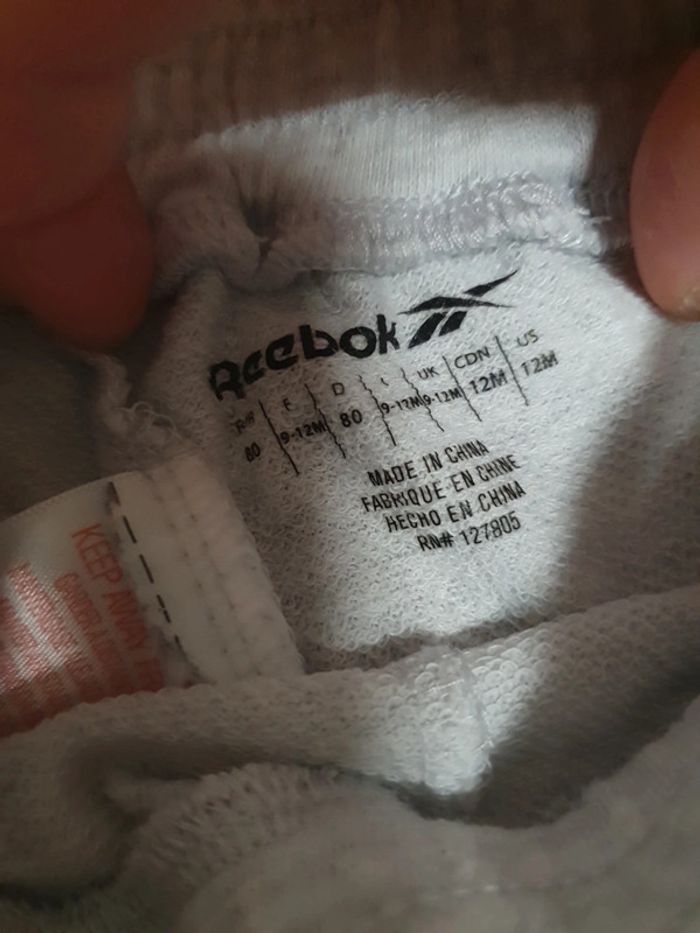 Reebok
F D UK CDN US
80 9-12M 80 9-12M 9-12M 12M 12M
MADE IN CHINA
FABRIQUE EN CHINE
HECHO EN CHINA
RN# 127805
KEEP AWAY